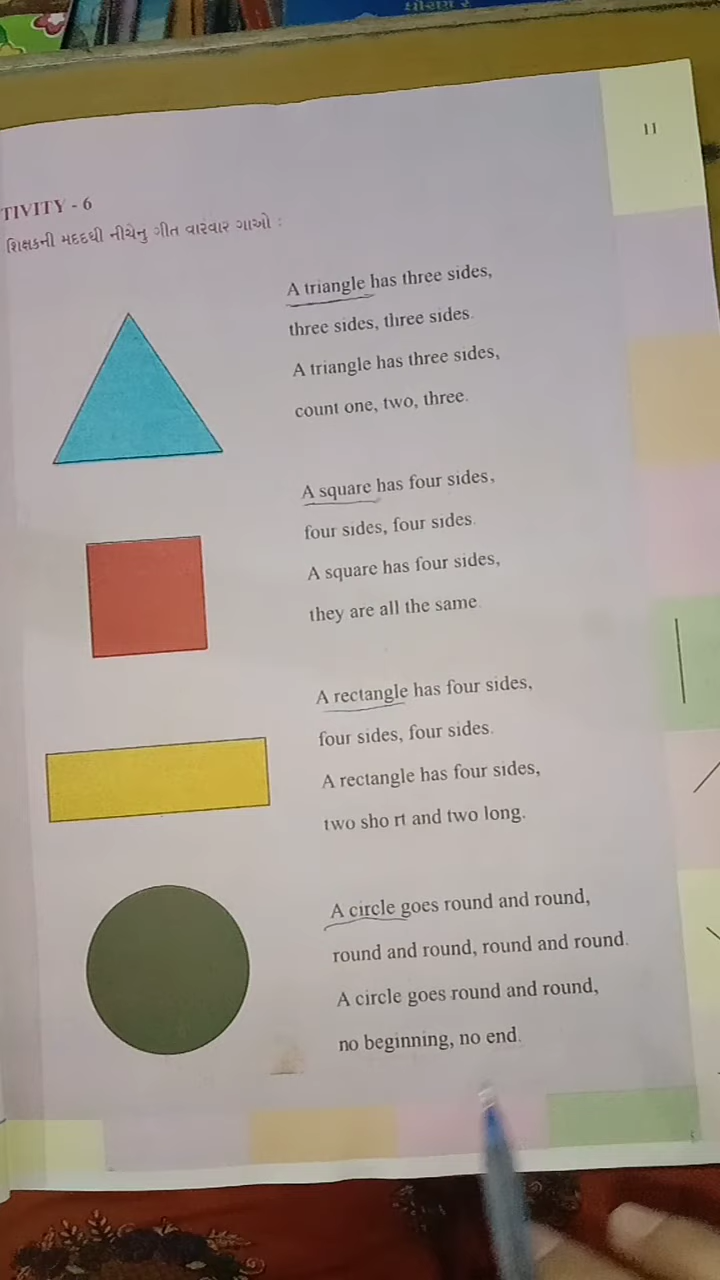 ધોરણ ૨
11
TIVITY - 6
શિક્ષકની મદદથી નીચેનુ ગીત વારંવાર ગાઓ :
A triangle has three sides,
three sides, three sides.
A triangle has three sides,
count one, two, three.
A square has four sides,
four sides, four sides.
A square has four sides,
they are all the same.
A rectangle has four sides,
four sides, four sides.
A rectangle has four sides,
two sho rt and two long.
A circle goes round and round,
round and round, round and round.
A circle goes round and round,
no beginning, no end.